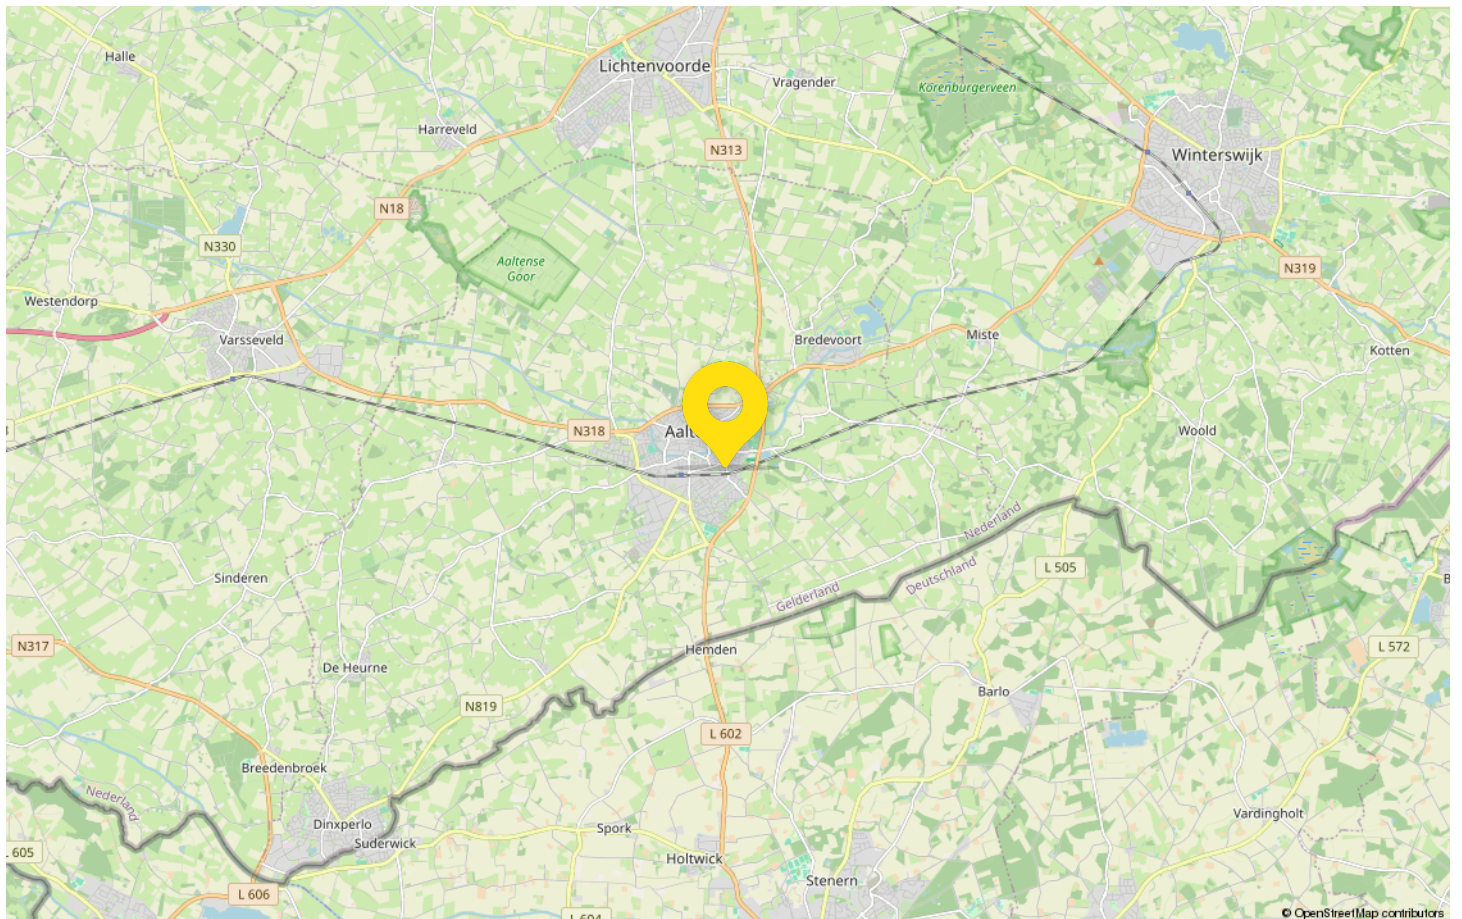 Halle
Lichtenvoorde
Vragender
Korenburgerveen
Harreveld
N313
Winterswijk
N18
N330
Aaltense
Goor
N319
Westendorp
Varsseveld
Bredevoort
Miste
Kotten
N318
Aalt
Woold
Nederland
Deutschland
L 505
Sinderen
Gelderland
N317
Hemden
L 572
De Heurne
Barlo
N819
L 602
Breedenbroek
Nederland
Dinxperlo
Spork
Vardingholt
Suderwick
L 605
Holtwick
Stenern
L 606
L 604
© OpenStreetMap contributors